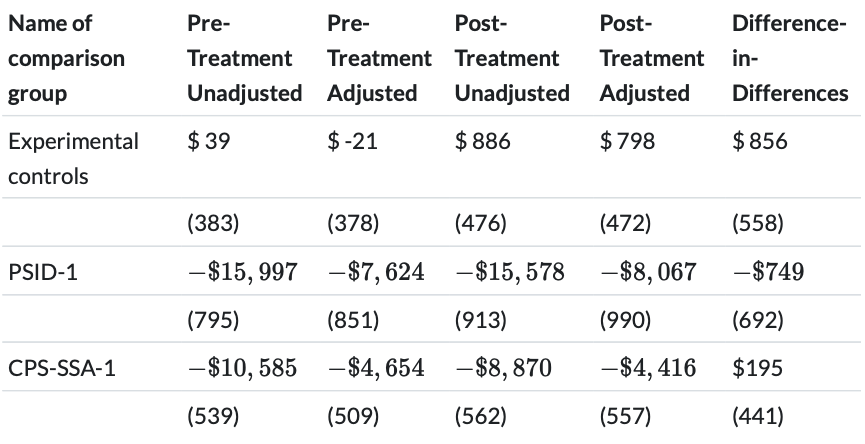 Name of comparison group | Pre-Treatment Unadjusted | Pre-Treatment Adjusted | Post-Treatment Unadjusted | Post-Treatment Adjusted | Difference-in-Differences
Experimental controls | $ 39 | $ -21 | $ 886 | $ 798 | $ 856
(383) | (378) | (476) | (472) | (558)
PSID-1 | −$15, 997 | −$7, 624 | −$15, 578 | −$8, 067 | −$749
(795) | (851) | (913) | (990) | (692)
CPS-SSA-1 | −$10, 585 | −$4, 654 | −$8, 870 | −$4, 416 | $195
(539) | (509) | (562) | (557) | (441)